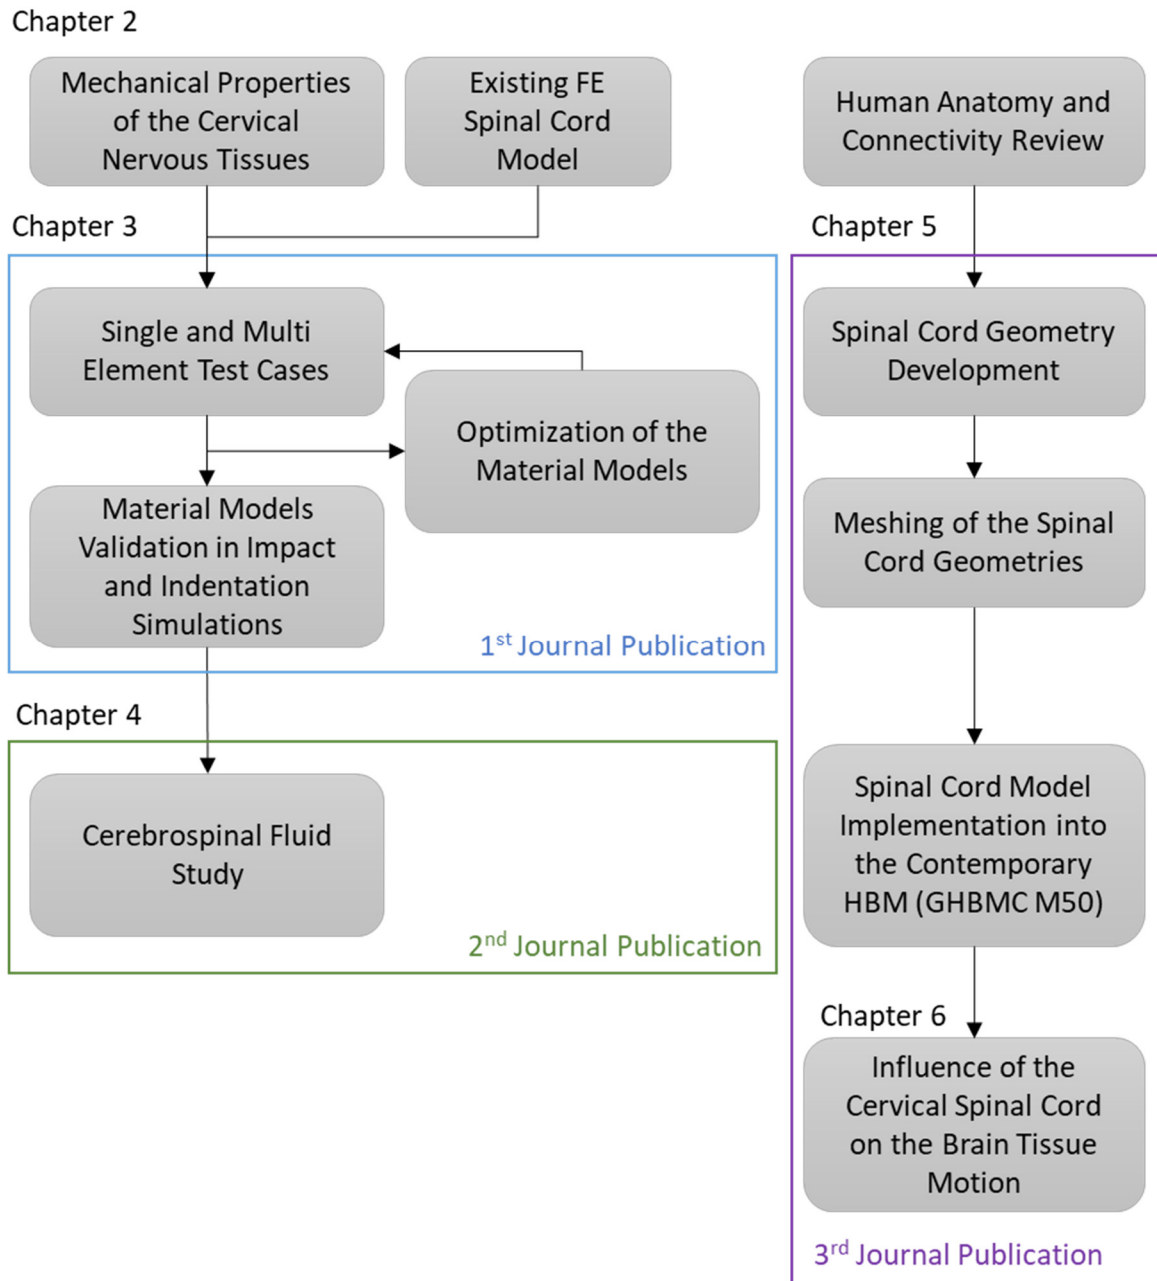 Chapter 2
Mechanical Properties
of the Cervical
Nervous Tissues
Existing FE
Spinal Cord
Model
Human Anatomy and
Connectivity Review
Chapter 3
Single and Multi
Element Test Cases
Optimization of the
Material Models
Material Models
Validation in Impact
and Indentation
Simulations
1st Journal Publication
Chapter 4
Cerebrospinal Fluid
Study
2nd Journal Publication
Chapter 5
Spinal Cord Geometry
Development
Meshing of the Spinal
Cord Geometries
Spinal Cord Model
Implementation into
the Contemporary
HBM (GHBMC M50)
Chapter 6
Influence of the
Cervical Spinal Cord
on the Brain Tissue
Motion
3rd Journal Publication